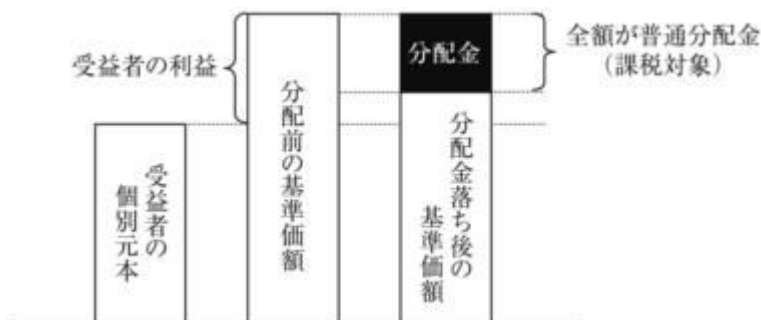 受益者の利益
受益者の
個別元本
分配前の基準価額
分配金
分配金落ち後の
基準価額
全額が普通分配金
（課税対象）